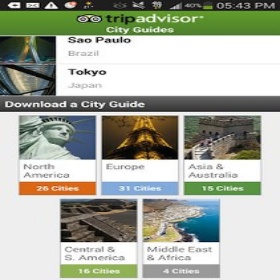 40% 05:43 PM
tripadvisor
City Guides
Sao Paulo
Brazil
Tokyo
Japan
Download a City Guide
North
America
26 Cities
Europe
31 Cities
Asia &
Australia
15 Cities
Central &
S. America
16 Cities
Middle East
& Africa
4 Cities